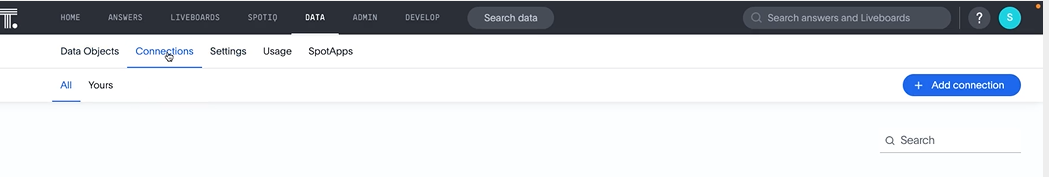 T. HOME ANSWERS LIVEBOARDS SPOTIQ DATA ADMIN DEVELOP Search data Search answers and Liveboards ? S
Data Objects Connections Settings Usage SpotApps
All Yours + Add connection
Search